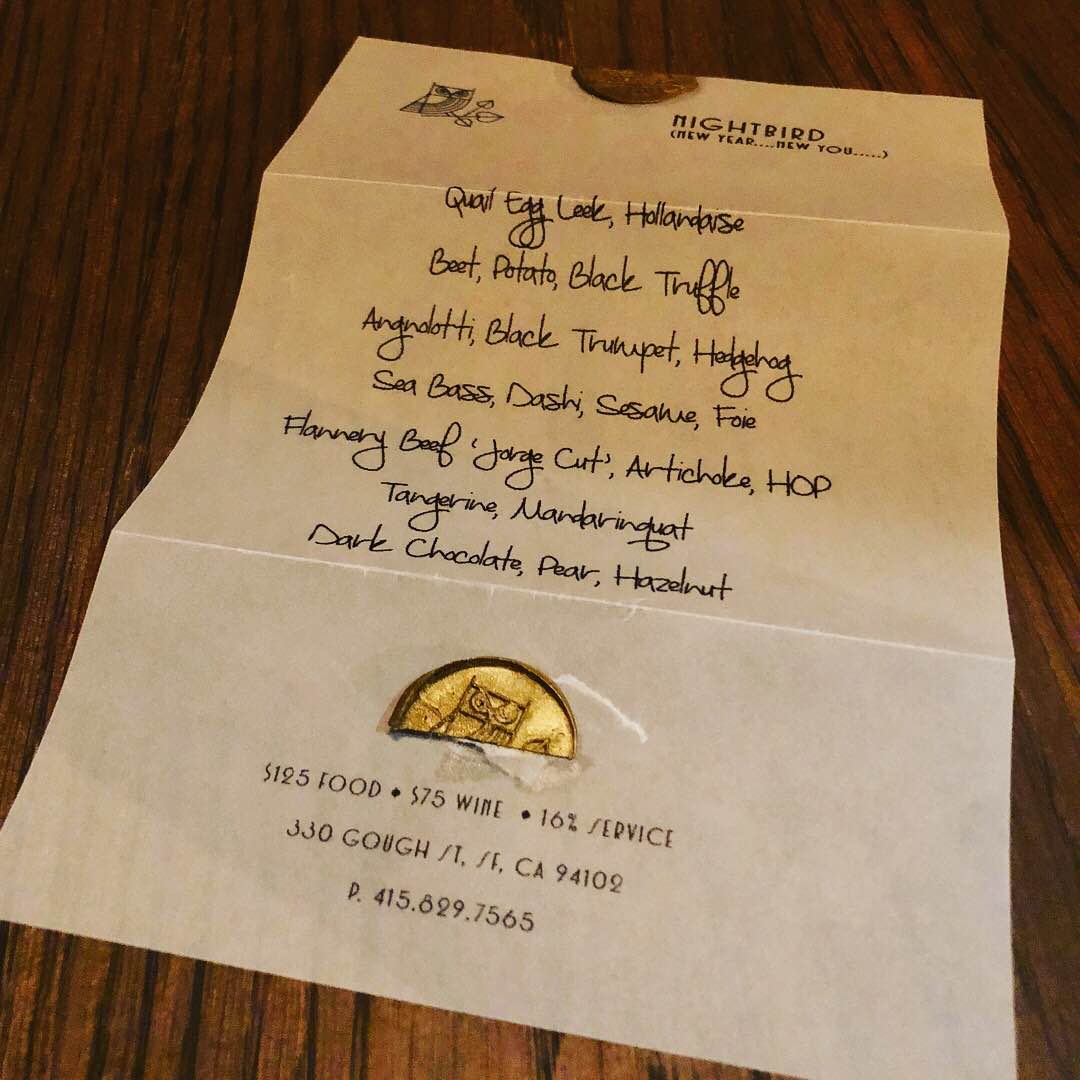 NIGHTBIRD
(NEW YEAR....NEW YOU.....)
Quail Egg Leek, Hollandaise
Beet, Potato, Black Truffle
Angnolotti, Black Trumpet, Hedgehog
Sea Bass, Dashi, Sesame, Foie
Flannery Beef 'Jorge Cut', Artichoke, HOP
Tangerine, Mandarinquat
Dark Chocolate, Pear, Hazelnut
$125 FOOD • $75 WINE • 16% SERVICE
330 GOUGH ST, SF, CA 94102
P. 415.829.7565